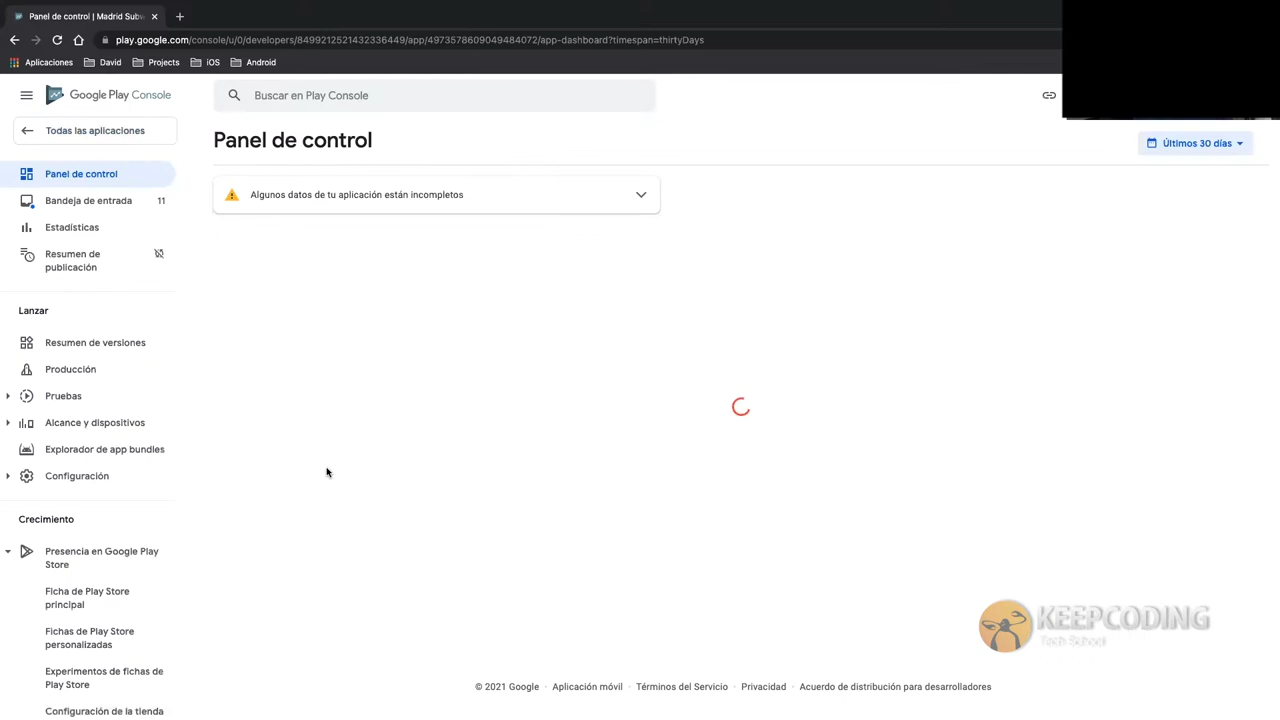 Panel de control | Madrid Subw
play.google.com/console/u/0/developers/8499212521432336449/app/4973578609049484072/app-dashboard?timespan=thirtyDays
Aplicaciones
David
Projects
iOS
Android
Google Play Console
Buscar en Play Console
Todas las aplicaciones
Panel de control
Últimos 30 días
Panel de control
Bandeja de entrada 11
Estadísticas
Resumen de
publicación
Algunos datos de tu aplicación están incompletos
Lanzar
Resumen de versiones
Producción
Pruebas
Alcance y dispositivos
Explorador de app bundles
Configuración
Crecimiento
Presencia en Google Play
Store
Ficha de Play Store
principal
Fichas de Play Store
personalizadas
Experimentos de fichas de
Play Store
Configuración de la tienda
KEEPCODING
Tech School
© 2021 Google · Aplicación móvil · Términos del Servicio · Privacidad · Acuerdo de distribución para desarrolladores